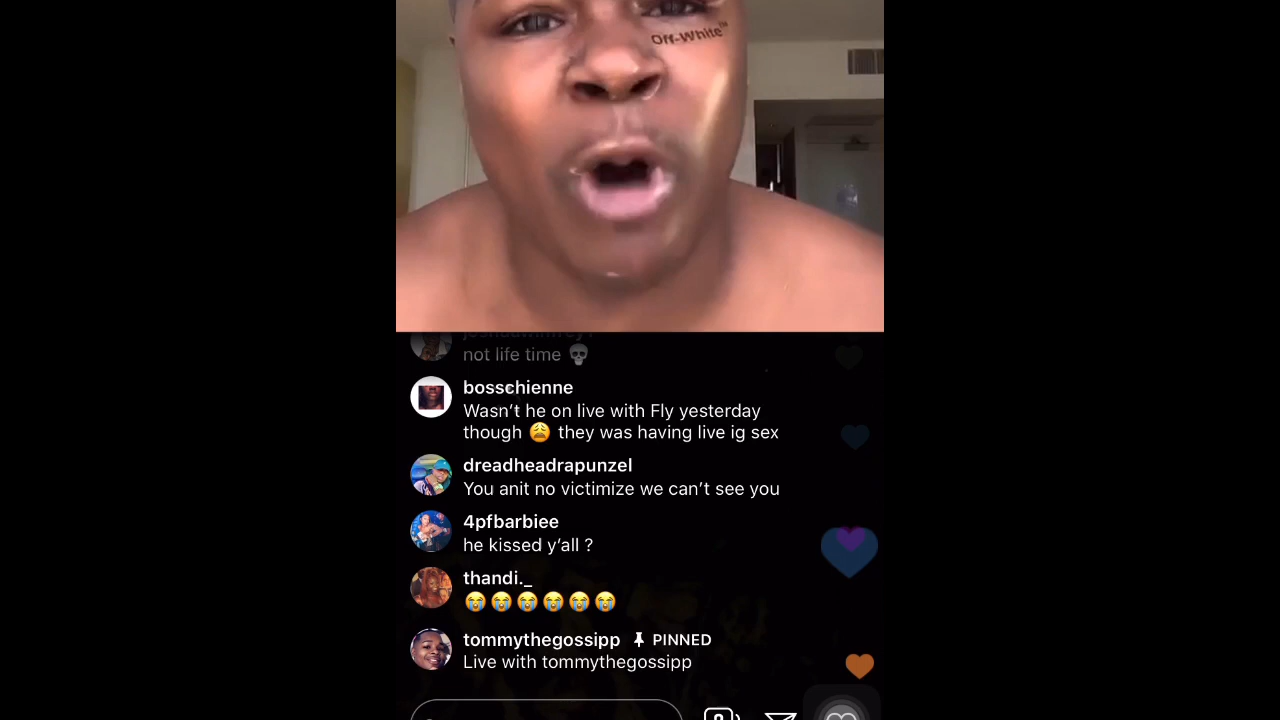 Off-White™
not life time 💀
bosschienne
Wasn't he on live with Fly yesterday
though 😩 they was having live ig sex
dreadheadrapunzel
You anit no victimize we can't see you
4pfbarbiee
he kissed y'all ?
thandi._
😭😭😭😭😭😭
tommythegossipp PINNED
Live with tommythegossipp